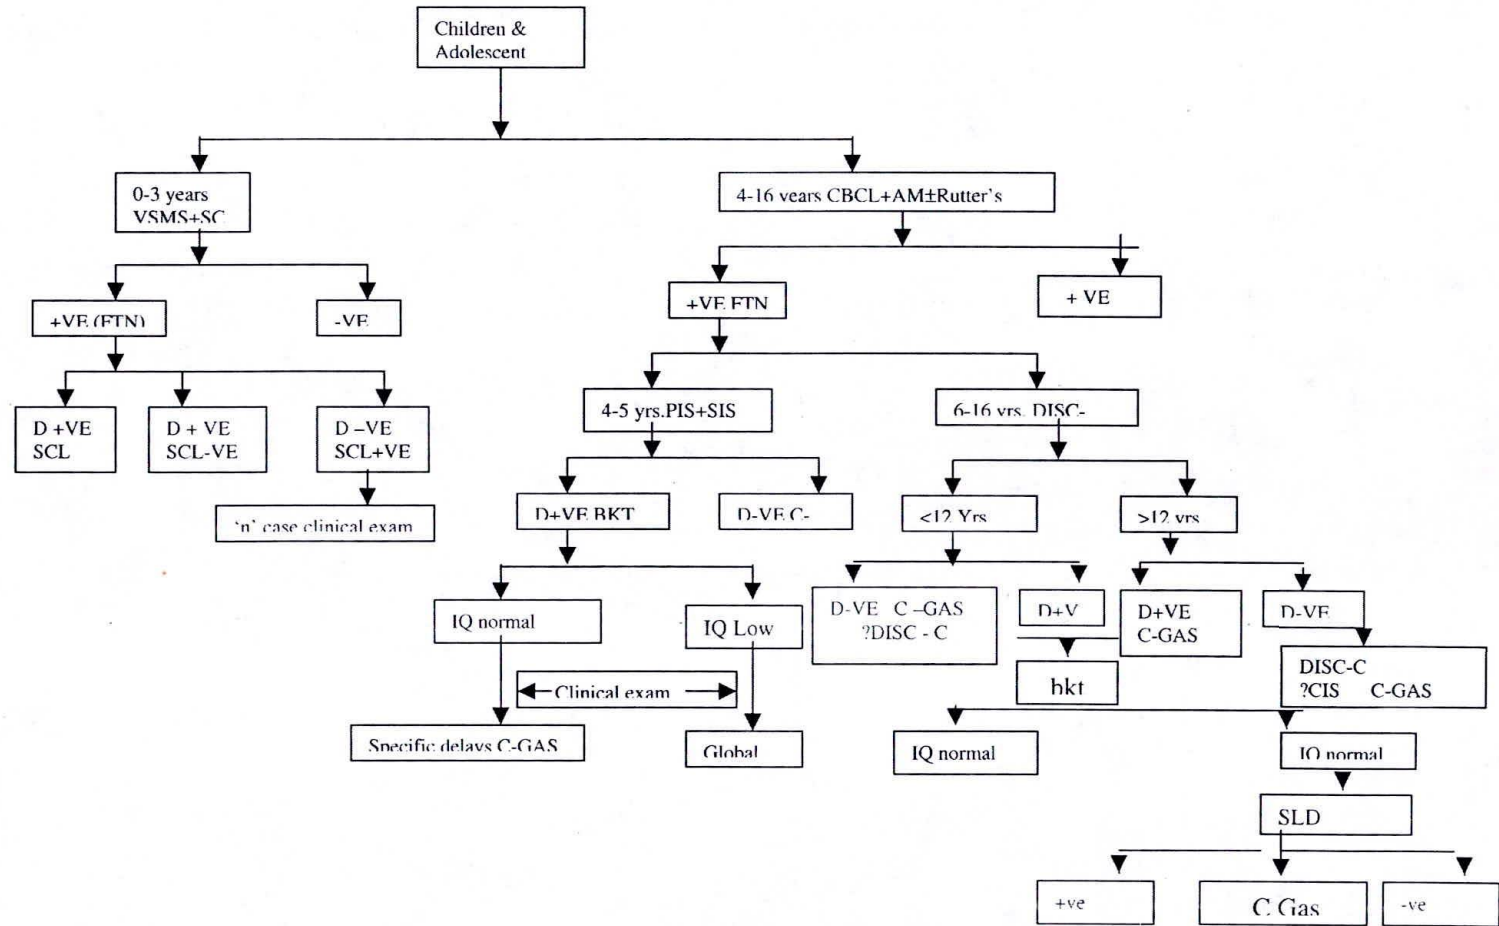 Children &
Adolescent
0-3 years
VSMS+SC
4-16 years CBCL+AM±Rutter's
+VE (FTN)
-VE
+VE FTN
+ VE
D +VE
SCL
D + VE
SCL-VE
D –VE
SCL+VE
'n' case clinical exam
4-5 yrs.PIS+SIS
6-16 yrs. DISC-
D+VE BKT
D-VE C-
<12 Yrs
>12 yrs
IQ normal
IQ Low
D-VE C –GAS
?DISC - C
D+V
D+VE
C-GAS
D-VE
bkt
DISC-C
?CIS C-GAS
Clinical exam
Specific delays C-GAS
Global
IQ normal
IQ normal
SLD
+ve
C Gas
-ve